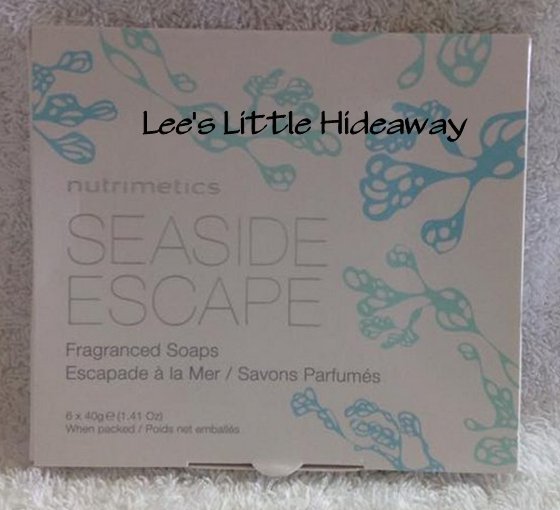 Lee's Little Hideaway
nutrimetics
SEASIDE
ESCAPE
Fragranced Soaps
Escapade à la Mer / Savons Parfumés
6 x 40g ℮ (1.41 Oz)
When packed / Poids net emballés